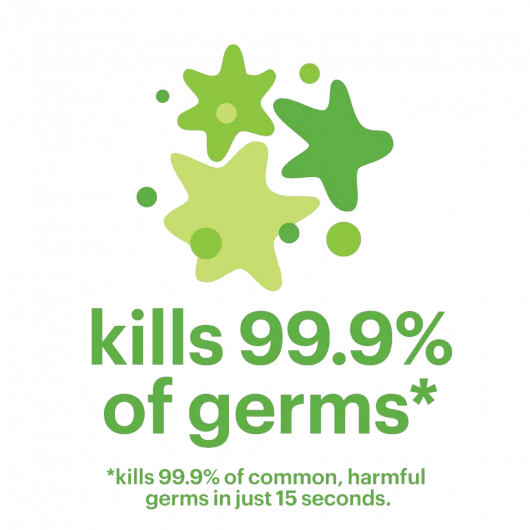 kills 99.9%
of germs*
*kills 99.9% of common, harmful
germs in just 15 seconds.